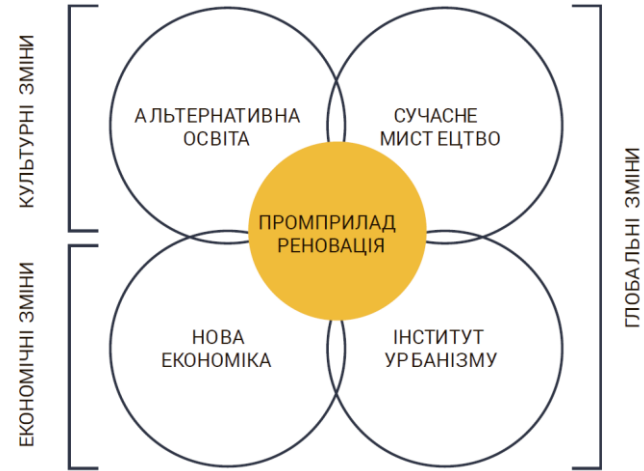 КУЛЬТУРНІ ЗМІНИ
АЛЬТЕРНАТИВНА
ОСВІТА
СУЧАСНЕ
МИСТЕЦТВО
ПРОМПРИЛАД
РЕНОВАЦІЯ
ЕКОНОМІЧНІ ЗМІНИ
НОВА
ЕКОНОМІКА
ІНСТИТУТ
УРБАНІЗМУ
ГЛОБАЛЬНІ ЗМІНИ